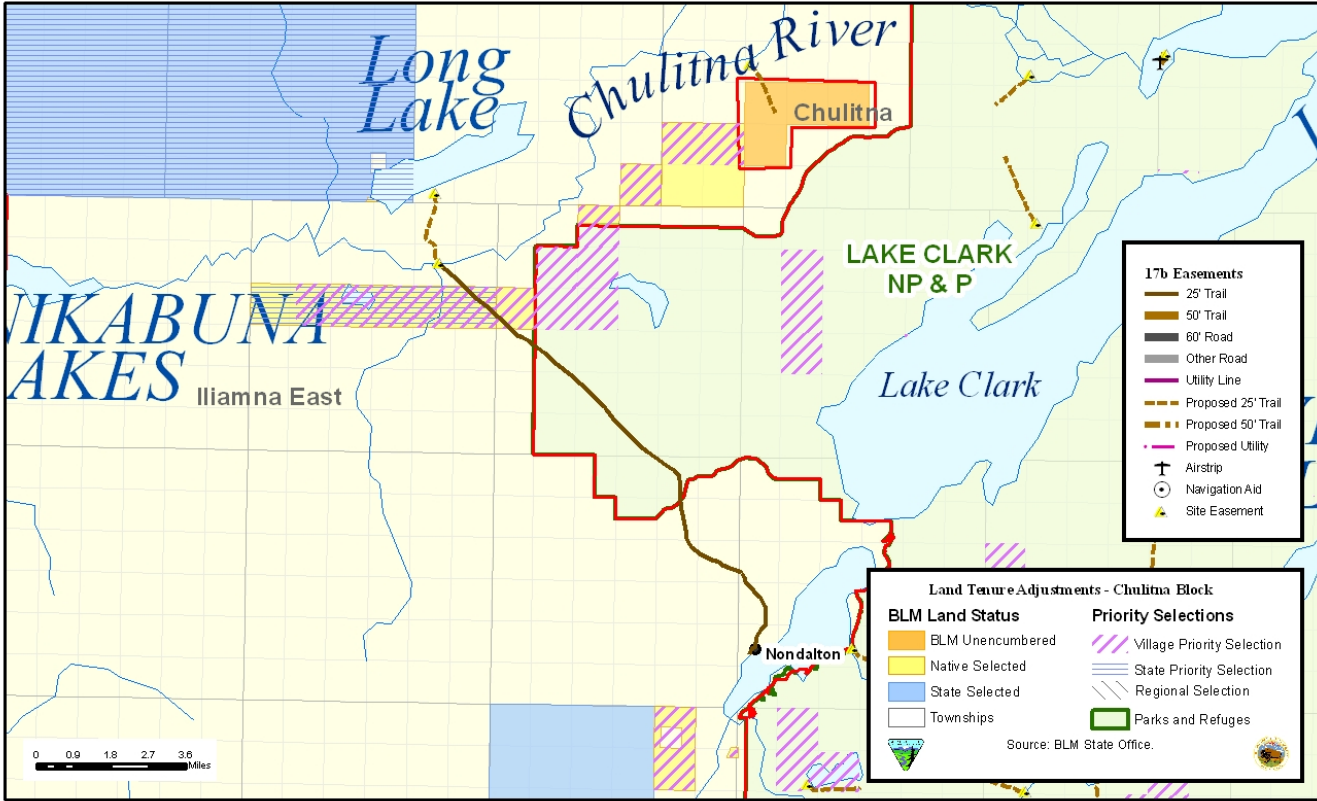 Long
Lake
Chulitna River
Chulitna
LAKE CLARK
NP & P
NIKABUNA
AKES
Iliamna East
Lake Clark
Nondalton
0 0.9 1.8 2.7 3.6
Miles
17b Easements
25' Trail
50' Trail
60' Road
Other Road
Utility Line
Proposed 25' Trail
Proposed 50' Trail
Proposed Utility
Airstrip
Navigation Aid
Site Easement
Land Tenure Adjustments - Chulitna Block
BLM Land Status
BLM Unencumbered
Native Selected
State Selected
Townships
Priority Selections
Village Priority Selection
State Priority Selection
Regional Selection
Parks and Refuges
Source: BLM State Office.